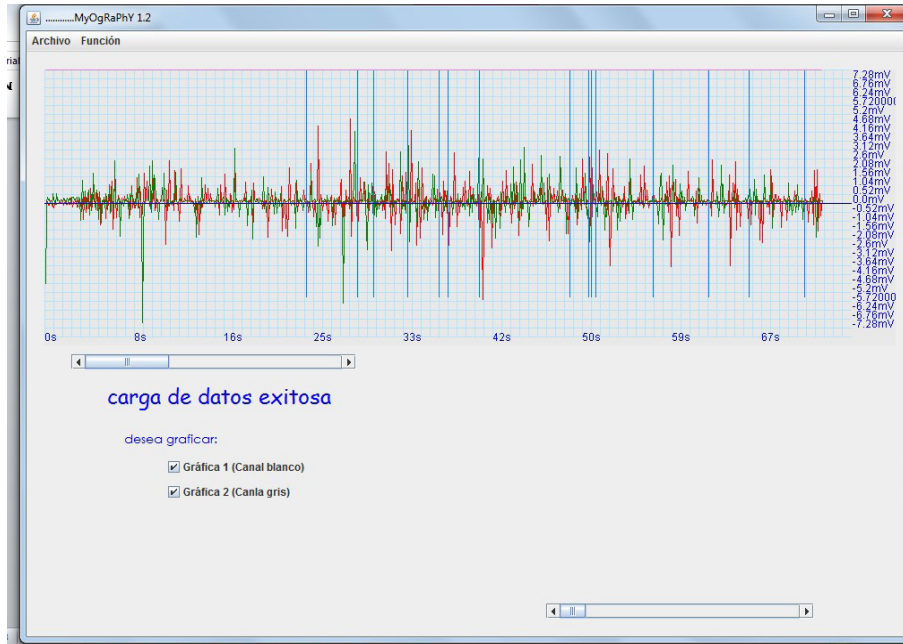 ............MyOgRaPhY 1.2
Archivo Función
7.28mV
6.76mV
6.24mV
5.720000
5.2mV
4.68mV
4.16mV
3.64mV
3.12mV
2.6mV
2.08mV
1.56mV
1.04mV
0.52mV
0.0mV
-0.52mV
-1.04mV
-1.56mV
-2.08mV
-2.6mV
-3.12mV
-3.64mV
-4.16mV
-4.68mV
-5.2mV
-5.72000
-6.24mV
-6.76mV
-7.28mV
0s 8s 16s 25s 33s 42s 50s 59s 67s
carga de datos exitosa
desea graficar:
Gráfica 1 (Canal blanco)
Gráfica 2 (Canla gris)